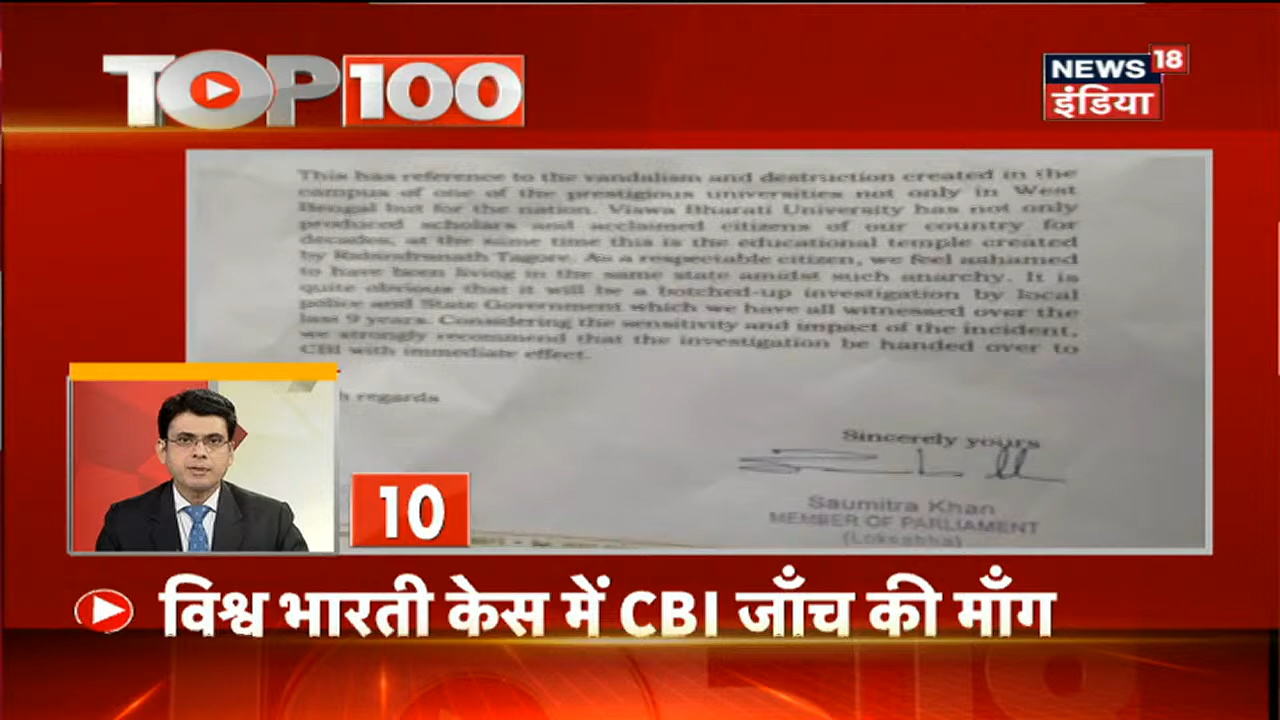 TOP 100
NEWS 18
इंडिया
This has reference to the vandalism and destruction created in the
campus of one of the prestigious universities not only in West
Bengal but for the nation. Viswa Bharati University has not only
produced scholars and acclaimed citizens of our country for
decades, at the same time this is the educational temple created
by Rabindranath Tagore. As a respectable citizen, we feel ashamed
to have been living in the same state amidst such anarchy. It is
quite obvious that it will be a botched-up investigation by local
police and State Government which we have all witnessed over the
last 9 years. Considering the sensitivity and impact of the incident,
we strongly recommend that the investigation be handed over to
CBI with immediate effect.
h regards
Sincerely yours
Saumitra Khan
MEMBER OF PARLIAMENT
(Loksabha)
10
विश्व भारती केस में CBI जाँच की माँग